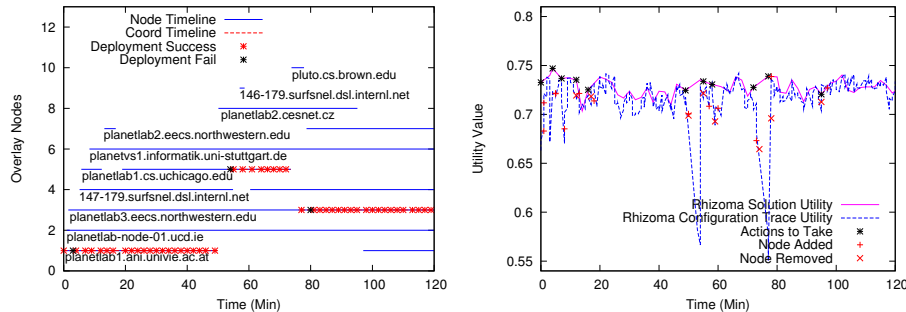 Node Timeline
Coord Timeline
Deployment Success
Deployment Fail
pluto.cs.brown.edu
146-179.surfsnel.dsl.internl.net
planetlab2.cesnet.cz
planetlab2.eecs.northwestern.edu
planetvs1.informatik.uni-stuttgart.de
planetlab1.cs.uchicago.edu
147-179.surfsnel.dsl.internl.net
planetlab3.eecs.northwestern.edu
planetlab-node-01.ucd.ie
planetlab1.ani.univie.ac.at
Overlay Nodes
12
10
8
6
4
2
0
0 20 40 60 80 100 120
Time (Min)
Utility Value
0.75
0.7
0.65
0.6
0.55
Rhizoma Solution Utility
Rhizoma Configuration Trace Utility
Actions to Take
Node Added
Node Removed
0 20 40 60 80 100 120
Time (Min)